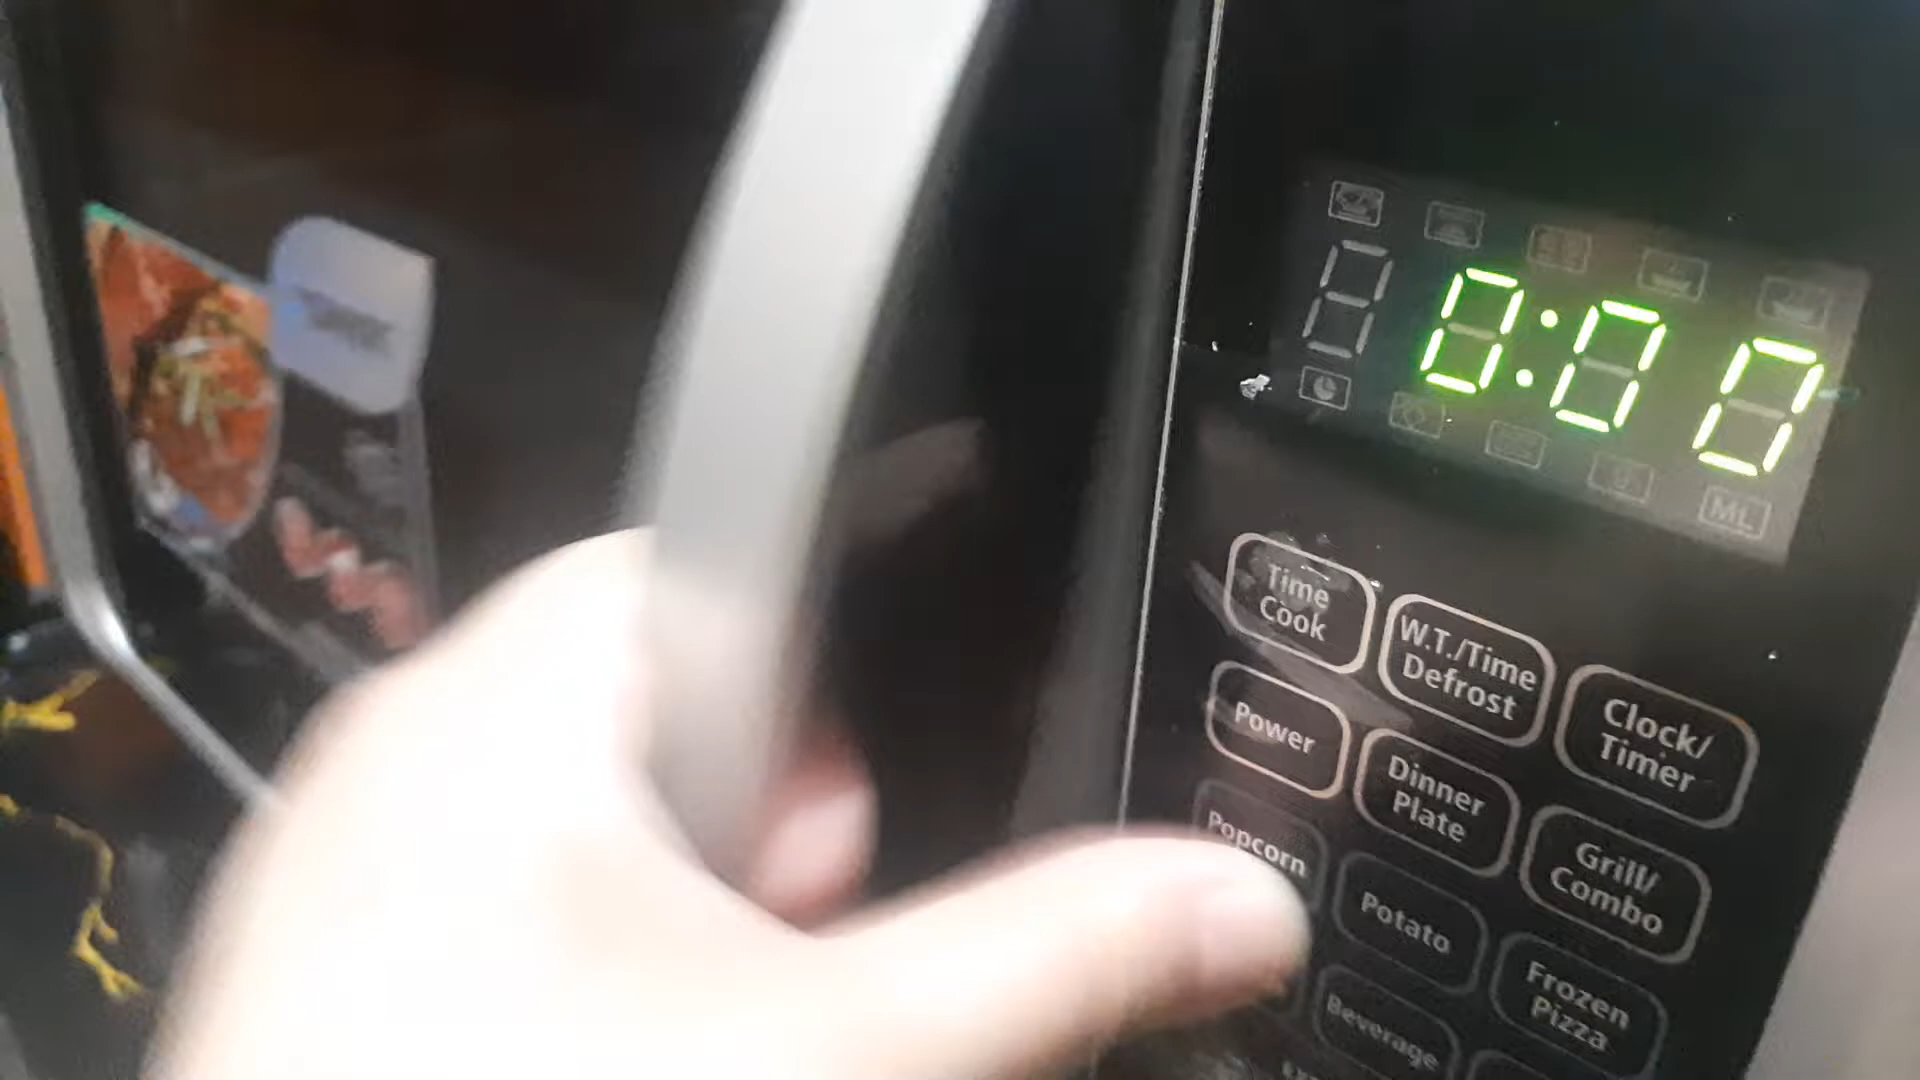 0:00
ML
Time
Cook
W.T./Time
Defrost
Clock/
Timer
Power
Dinner
Plate
Grill/
Combo
Popcorn
Potato
Frozen
Pizza
Beverage